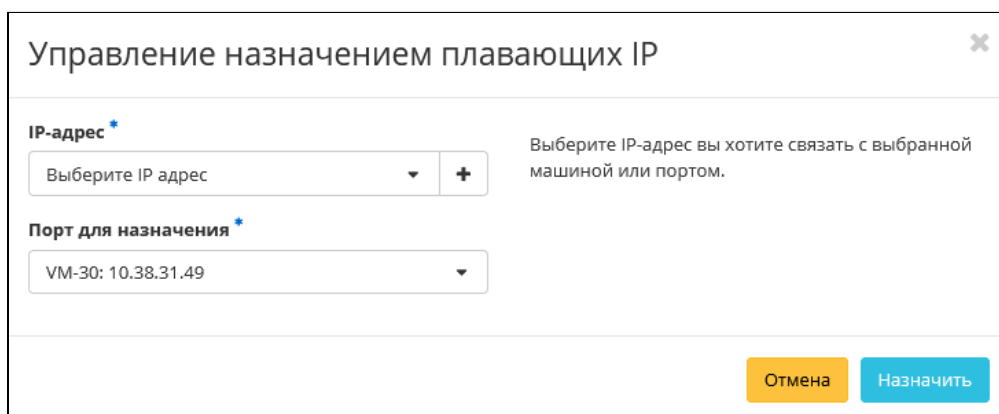 Управление назначением плавающих IP
IP-адрес *
Выберите IP адрес
Выберите IP-адрес вы хотите связать с выбранной
машиной или портом.
Порт для назначения *
VM-30: 10.38.31.49
Отмена
Назначить